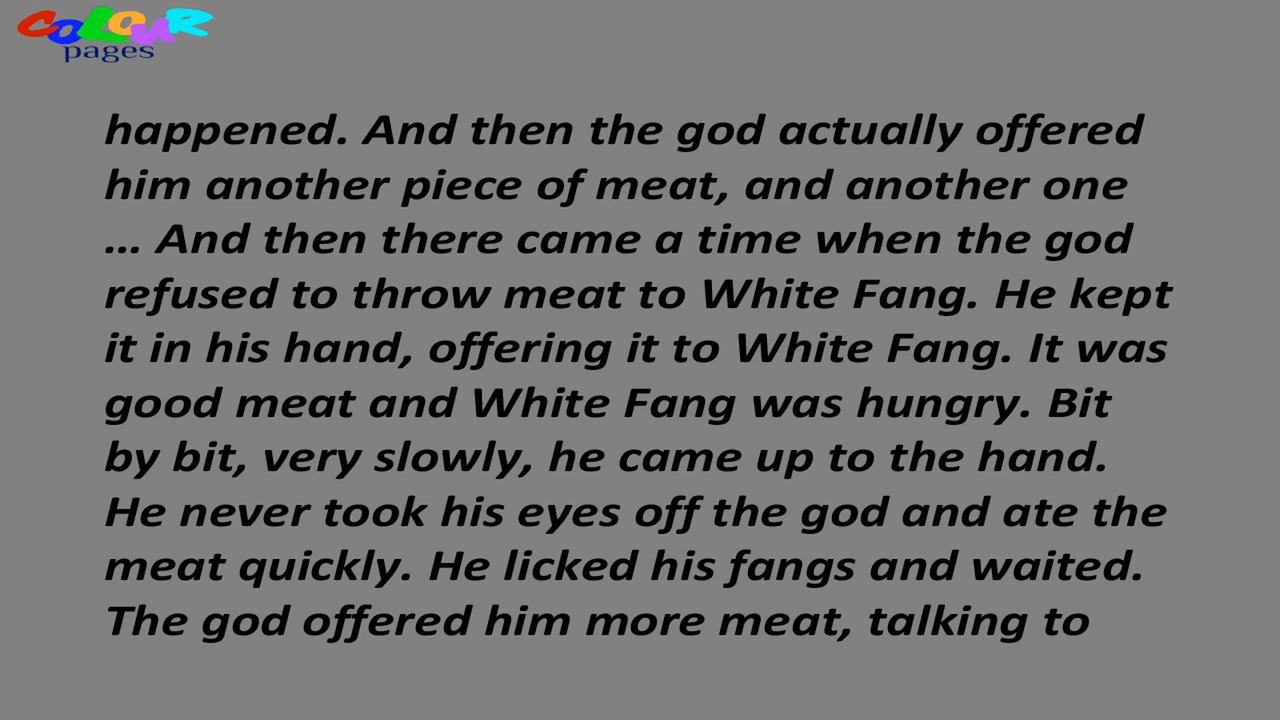 COLOUR
pages
happened. And then the god actually offered
him another piece of meat, and another one
... And then there came a time when the god
refused to throw meat to White Fang. He kept
it in his hand, offering it to White Fang. It was
good meat and White Fang was hungry. Bit
by bit, very slowly, he came up to the hand.
He never took his eyes off the god and ate the
meat quickly. He licked his fangs and waited.
The god offered him more meat, talking to